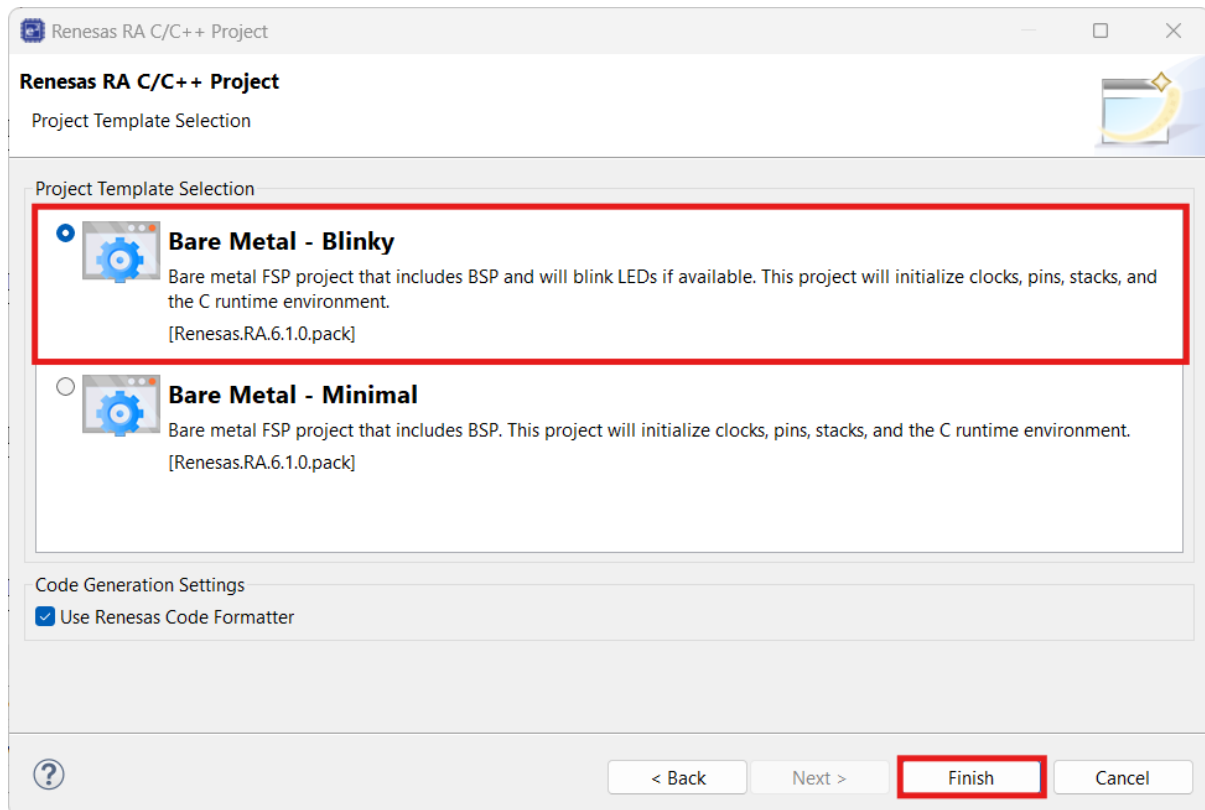 Renesas RA C/C++ Project
Renesas RA C/C++ Project
Project Template Selection
Project Template Selection
Bare Metal - Blinky
Bare metal FSP project that includes BSP and will blink LEDs if available. This project will initialize clocks, pins, stacks, and
the C runtime environment.
[Renesas.RA.6.1.0.pack]
Bare Metal - Minimal
Bare metal FSP project that includes BSP. This project will initialize clocks, pins, stacks, and the C runtime environment.
[Renesas.RA.6.1.0.pack]
Code Generation Settings
Use Renesas Code Formatter
? < Back Next > Finish Cancel